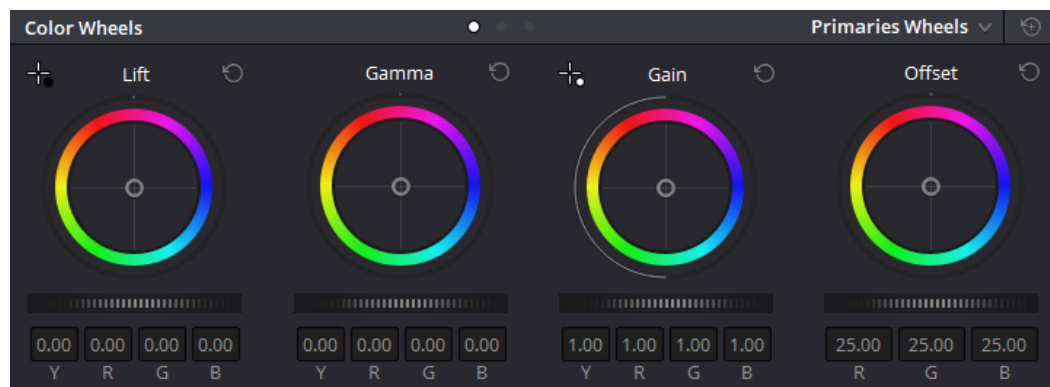 Color Wheels Primaries Wheels
Lift Gamma Gain Offset
0.00 0.00 0.00 0.00 0.00 0.00 0.00 0.00 1.00 1.00 1.00 1.00 25.00 25.00 25.00
Y R G B Y R G B Y R G B R G B